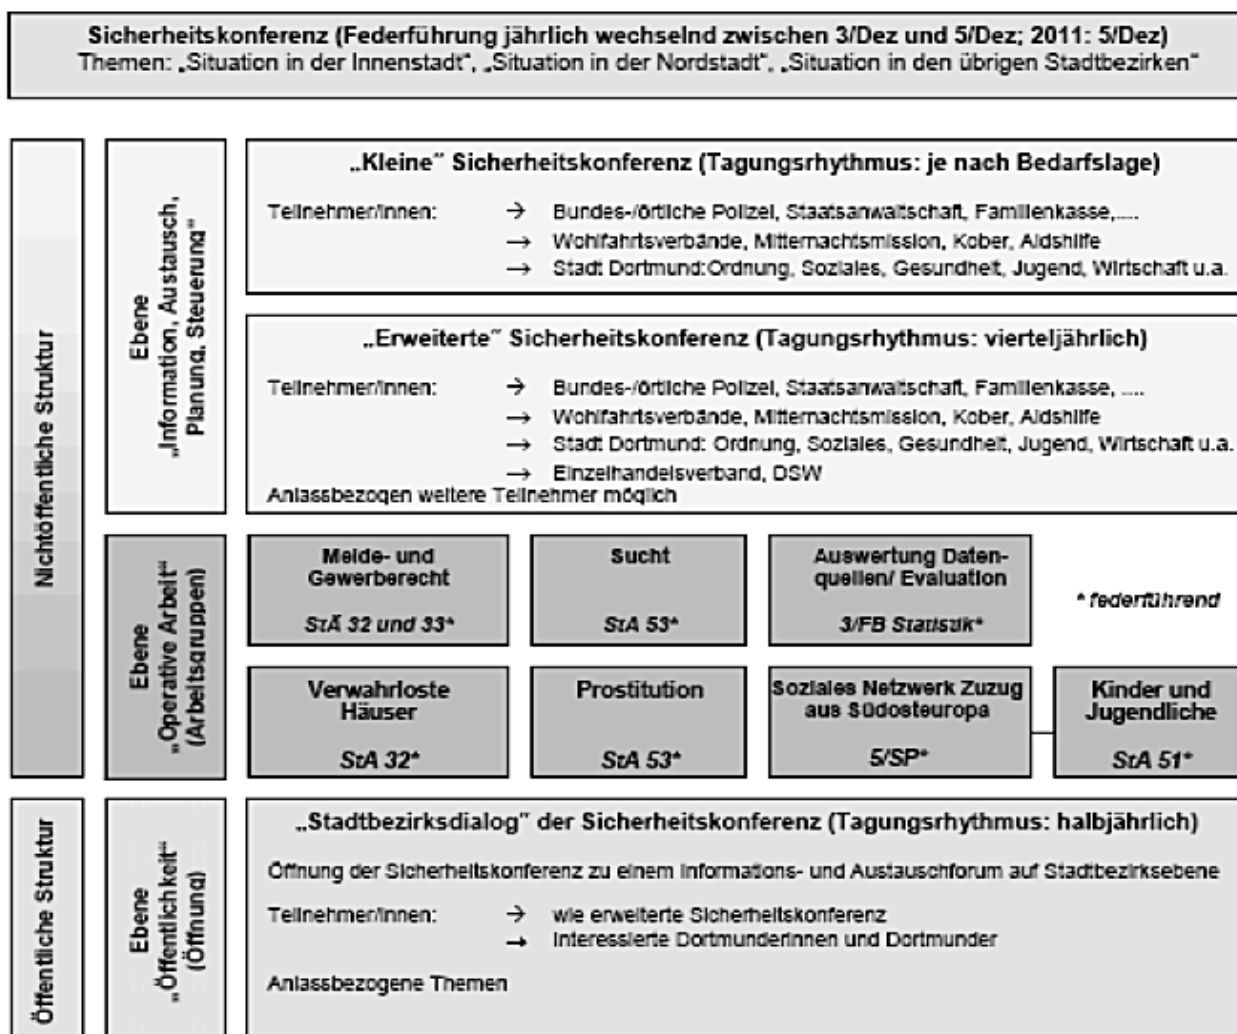 Sicherheitskonferenz (Federführung jährlich wechselnd zwischen 3/Dez und 5/Dez; 2011: 5/Dez)
Themen: „Situation in der Innenstadt“, „Situation in der Nordstadt“, „Situation in den übrigen Stadtbezirken“
Nichtöffentliche Struktur
Ebene
„Information, Austausch,
Planung, Steuerung“
„Kleine“ Sicherheitskonferenz (Tagungsrhythmus: je nach Bedarfslage)
Teilnehmer/innen: → Bundes-/örtliche Polizei, Staatsanwaltschaft, Familienkasse,....
→ Wohlfahrtsverbände, Mitternachtsmission, Kober, Aidshilfe
→ Stadt Dortmund:Ordnung, Soziales, Gesundheit, Jugend, Wirtschaft u.a.
„Erweiterte“ Sicherheitskonferenz (Tagungsrhythmus: vierteljährlich)
Teilnehmer/innen: → Bundes-/örtliche Polizei, Staatsanwaltschaft, Familienkasse, ....
→ Wohlfahrtsverbände, Mitternachtsmission, Kober, Aidshilfe
→ Stadt Dortmund: Ordnung, Soziales, Gesundheit, Jugend, Wirtschaft u.a.
→ Einzelhandelsverband, DSW
Anlassbezogen weitere Teilnehmer möglich
Ebene
„Operative Arbeit“
(Arbeitsgruppen)
Melde- und
Gewerberecht
StÄ 32 und 33*
Sucht
StA 53*
Auswertung Daten-
quellen/ Evaluation
3/FB Statistik*
* federführend
Verwahrloste
Häuser
StA 32*
Prostitution
StA 53*
Soziales Netzwerk Zuzug
aus Südosteuropa
5/SP*
Kinder und
Jugendliche
StA 51*
Öffentliche Struktur
Ebene
„Öffentlichkeit“
(Öffnung)
„Stadtbezirksdialog“ der Sicherheitskonferenz (Tagungsrhythmus: halbjährlich)
Öffnung der Sicherheitskonferenz zu einem Informations- und Austauschforum auf Stadtbezirksebene
Teilnehmer/innen: → wie erweiterte Sicherheitskonferenz
→ Interessierte Dortmunderinnen und Dortmunder
Anlassbezogene Themen